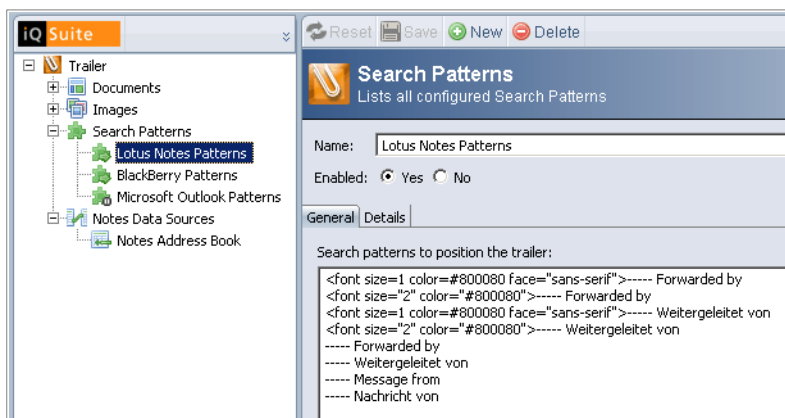 iQ Suite
Trailer
Documents
Images
Search Patterns
Lotus Notes Patterns
BlackBerry Patterns
Microsoft Outlook Patterns
Notes Data Sources
Notes Address Book
Reset Save New Delete
Search Patterns
Lists all configured Search Patterns
Name: Lotus Notes Patterns
Enabled: Yes No
General Details
Search patterns to position the trailer:
<font size=1 color=#800080 face="sans-serif">----- Forwarded by
<font size="2" color="#800080">----- Forwarded by
<font size=1 color=#800080 face="sans-serif">----- Weitergeleitet von
<font size="2" color="#800080">----- Weitergeleitet von
----- Forwarded by
----- Weitergeleitet von
----- Message from
----- Nachricht von